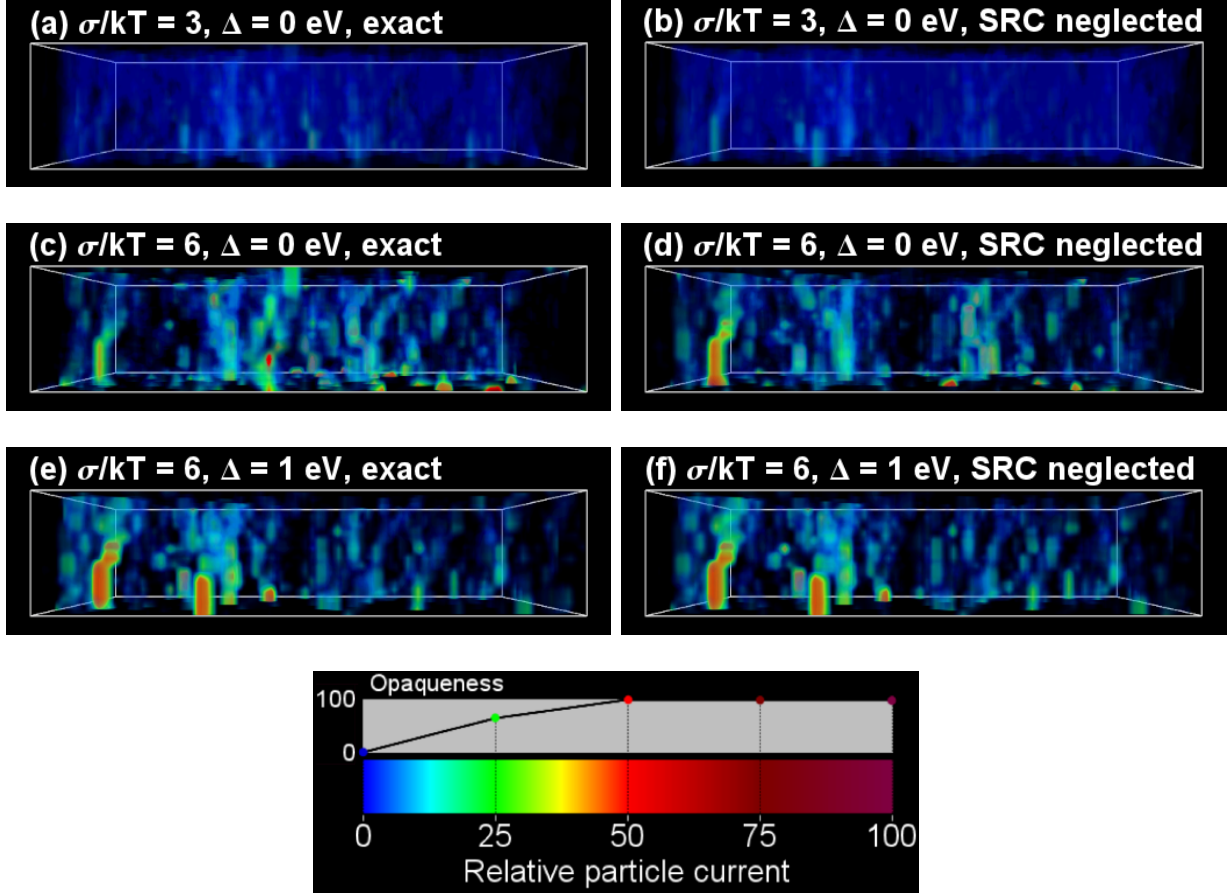 (a) σ/kT = 3, Δ = 0 eV, exact
(b) σ/kT = 3, Δ = 0 eV, SRC neglected
(c) σ/kT = 6, Δ = 0 eV, exact
(d) σ/kT = 6, Δ = 0 eV, SRC neglected
(e) σ/kT = 6, Δ = 1 eV, exact
(f) σ/kT = 6, Δ = 1 eV, SRC neglected
Opaqueness
100
0
0 25 50 75 100
Relative particle current